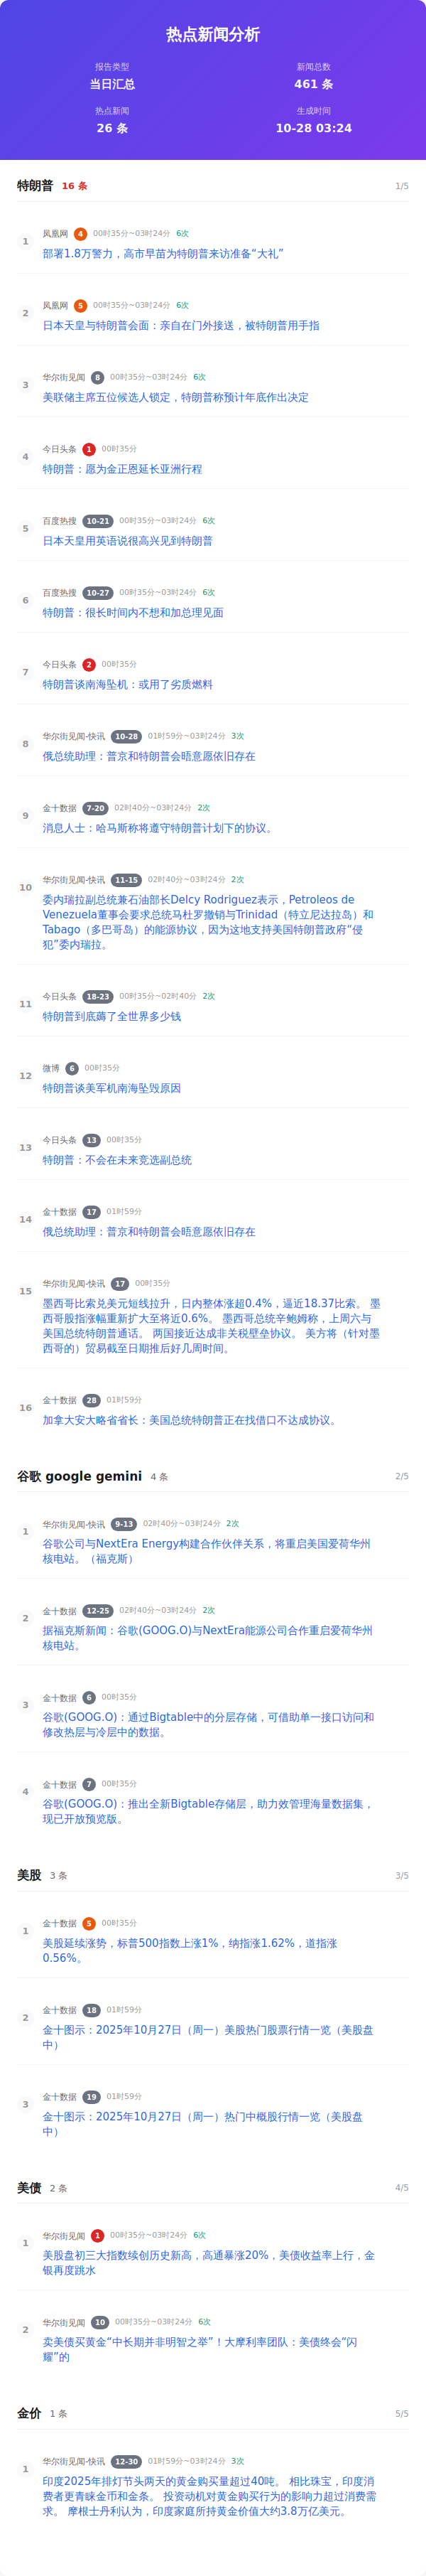 热点新闻分析
报告类型
当日汇总
新闻总数
461 条
热点新闻
26 条
生成时间
10-28 03:24
特朗普 16 条 1/5
1
凤凰网 4 00时35分~03时24分 6次
部署1.8万警力，高市早苗为特朗普来访准备“大礼”
2
凤凰网 5 00时35分~03时24分 6次
日本天皇与特朗普会面：亲自在门外接送，被特朗普用手指
3
华尔街见闻 8 00时35分~03时24分 6次
美联储主席五位候选人锁定，特朗普称预计年底作出决定
4
今日头条 1 00时35分
特朗普：愿为金正恩延长亚洲行程
5
百度热搜 10-21 00时35分~03时24分 6次
日本天皇用英语说很高兴见到特朗普
6
百度热搜 10-27 00时35分~03时24分 6次
特朗普：很长时间内不想和加总理见面
7
今日头条 2 00时35分
特朗普谈南海坠机：或用了劣质燃料
8
华尔街见闻-快讯 10-28 01时59分~03时24分 3次
俄总统助理：普京和特朗普会晤意愿依旧存在
9
金十数据 7-20 02时40分~03时24分 2次
消息人士：哈马斯称将遵守特朗普计划下的协议。
10
华尔街见闻-快讯 11-15 02时40分~03时24分 2次
委内瑞拉副总统兼石油部长Delcy Rodriguez表示，Petroleos de
Venezuela董事会要求总统马杜罗撤销与Trinidad（特立尼达拉岛）和
Tabago（多巴哥岛）的能源协议，因为这地支持美国特朗普政府“侵
犯”委内瑞拉。
11
今日头条 18-23 00时35分~02时40分 2次
特朗普到底薅了全世界多少钱
12
微博 6 00时35分
特朗普谈美军机南海坠毁原因
13
今日头条 13 00时35分
特朗普：不会在未来竞选副总统
14
金十数据 17 01时59分
俄总统助理：普京和特朗普会晤意愿依旧存在
15
华尔街见闻-快讯 17 00时35分
墨西哥比索兑美元短线拉升，日内整体涨超0.4%，逼近18.37比索。 墨
西哥股指涨幅重新扩大至将近0.6%。 墨西哥总统辛鲍姆称，上周六与
美国总统特朗普通话。 两国接近达成非关税壁垒协议。 美方将（针对墨
西哥的）贸易截至日期推后好几周时间。
16
金十数据 28 01时59分
加拿大安大略省省长：美国总统特朗普正在找借口不达成协议。
谷歌 google gemini 4 条 2/5
1
华尔街见闻-快讯 9-13 02时40分~03时24分 2次
谷歌公司与NextEra Energy构建合作伙伴关系，将重启美国爱荷华州
核电站。（福克斯）
2
金十数据 12-25 02时40分~03时24分 2次
据福克斯新闻：谷歌(GOOG.O)与NextEra能源公司合作重启爱荷华州
核电站。
3
金十数据 6 00时35分
谷歌(GOOG.O)：通过Bigtable中的分层存储，可借助单一接口访问和
修改热层与冷层中的数据。
4
金十数据 7 00时35分
谷歌(GOOG.O)：推出全新Bigtable存储层，助力效管理海量数据集，
现已开放预览版。
美股 3 条 3/5
1
金十数据 5 00时35分
美股延续涨势，标普500指数上涨1%，纳指涨1.62%，道指涨
0.56%。
2
金十数据 18 01时59分
金十图示：2025年10月27日（周一）美股热门股票行情一览（美股盘
中）
3
金十数据 19 01时59分
金十图示：2025年10月27日（周一）热门中概股行情一览（美股盘
中）
美债 2 条 4/5
1
华尔街见闻 1 00时35分~03时24分 6次
美股盘初三大指数续创历史新高，高通暴涨20%，美债收益率上行，金
银再度跳水
2
华尔街见闻 10 00时35分~03时24分 6次
卖美债买黄金“中长期并非明智之举”！大摩利率团队：美债终会“闪
耀”的
金价 1 条 5/5
1
华尔街见闻-快讯 12-30 01时59分~03时24分 3次
印度2025年排灯节头两天的黄金购买量超过40吨。 相比珠宝，印度消
费者更青睐金币和金条。 投资动机对黄金购买行为的影响力超过消费需
求。 摩根士丹利认为，印度家庭所持黄金价值大约3.8万亿美元。